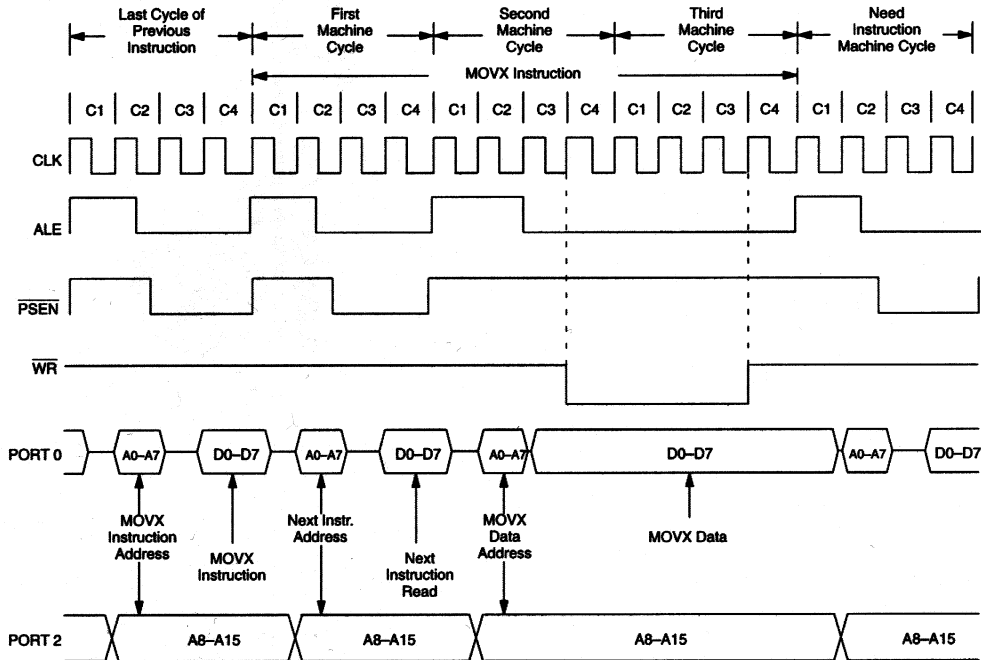 Last Cycle of
Previous
Instruction
First
Machine
Cycle
Second
Machine
Cycle
Third
Machine
Cycle
Need
Instruction
Machine Cycle
MOVX Instruction
C1 C2 C3 C4 C1 C2 C3 C4 C1 C2 C3 C4 C1 C2 C3 C4 C1 C2 C3 C4
CLK
ALE
PSEN
WR
PORT 0 A0–A7 D0–D7 A0–A7 D0–D7 A0–A7 D0–D7 A0–A7 D0–D7
MOVX
Instruction
Address
MOVX
Instruction
Next Instr.
Address
Next
Instruction
Read
MOVX
Data
Address
MOVX Data
PORT 2 A8–A15 A8–A15 A8–A15 A8–A15